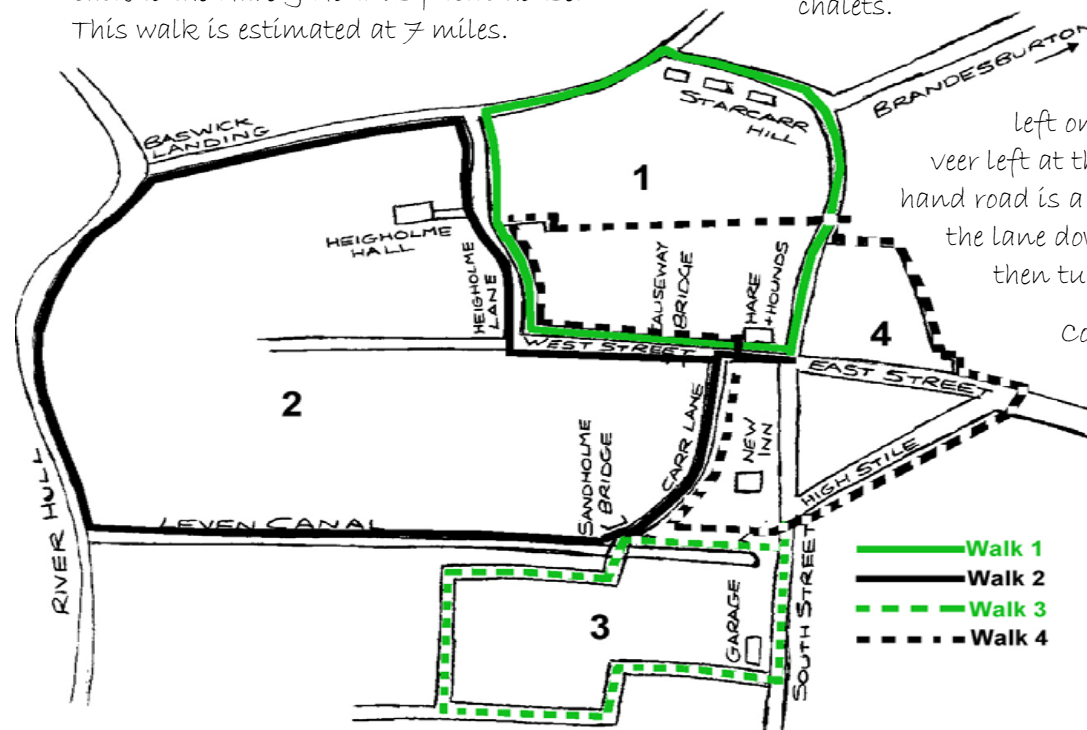 This walk is estimated at 7 miles.
chalets.
BRANDESBURTON
BASWICK
LANDING
STARCARR
HILL
left on
veer left at th
hand road is a
the lane dow
then tu
Co
1
HEIGHOLME
HALL
HEIGHOLME
LANE
AUSEWAY
BRIDGE
HARE
+HOUNDS
4
WEST STREET
EAST STREET
2
SANDHOLME
BRIDGE
CARR LANE
NEW
INN
HIGH STILE
RIVER HULL
LEVEN CANAL
3
GARAGE
SOUTH STREET
Walk 1
Walk 2
Walk 3
Walk 4